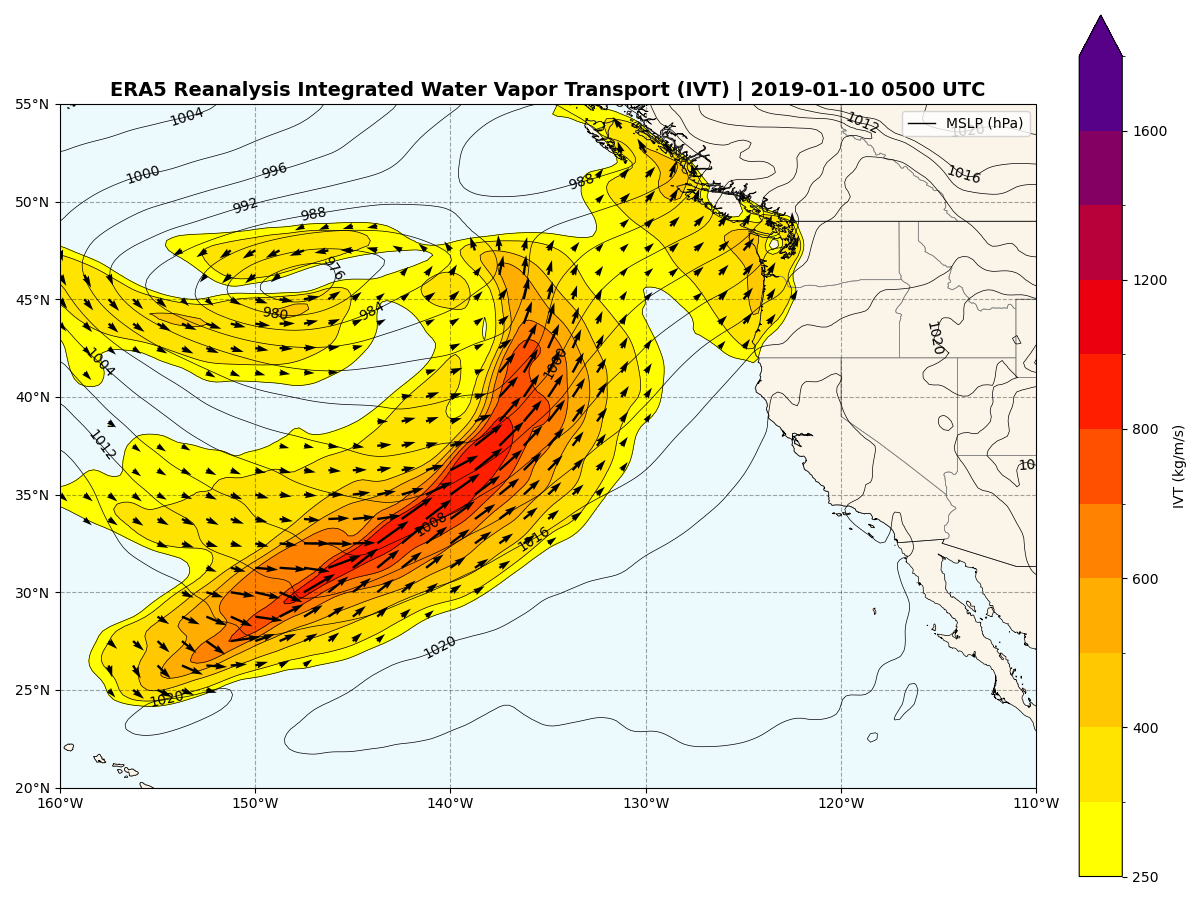 ERA5 Reanalysis Integrated Water Vapor Transport (IVT) | 2019-01-10 0500 UTC
55°N
50°N
45°N
40°N
35°N
30°N
25°N
20°N
160°W
150°W
140°W
130°W
120°W
110°W
MSLP (hPa)
1004
1012
1020
1000
996
988
1016
992
988
976
980
984
1004
1020
1000
1012
10
1008
1016
1020
1020
1600
1200
800
600
400
250
IVT (kg/m/s)